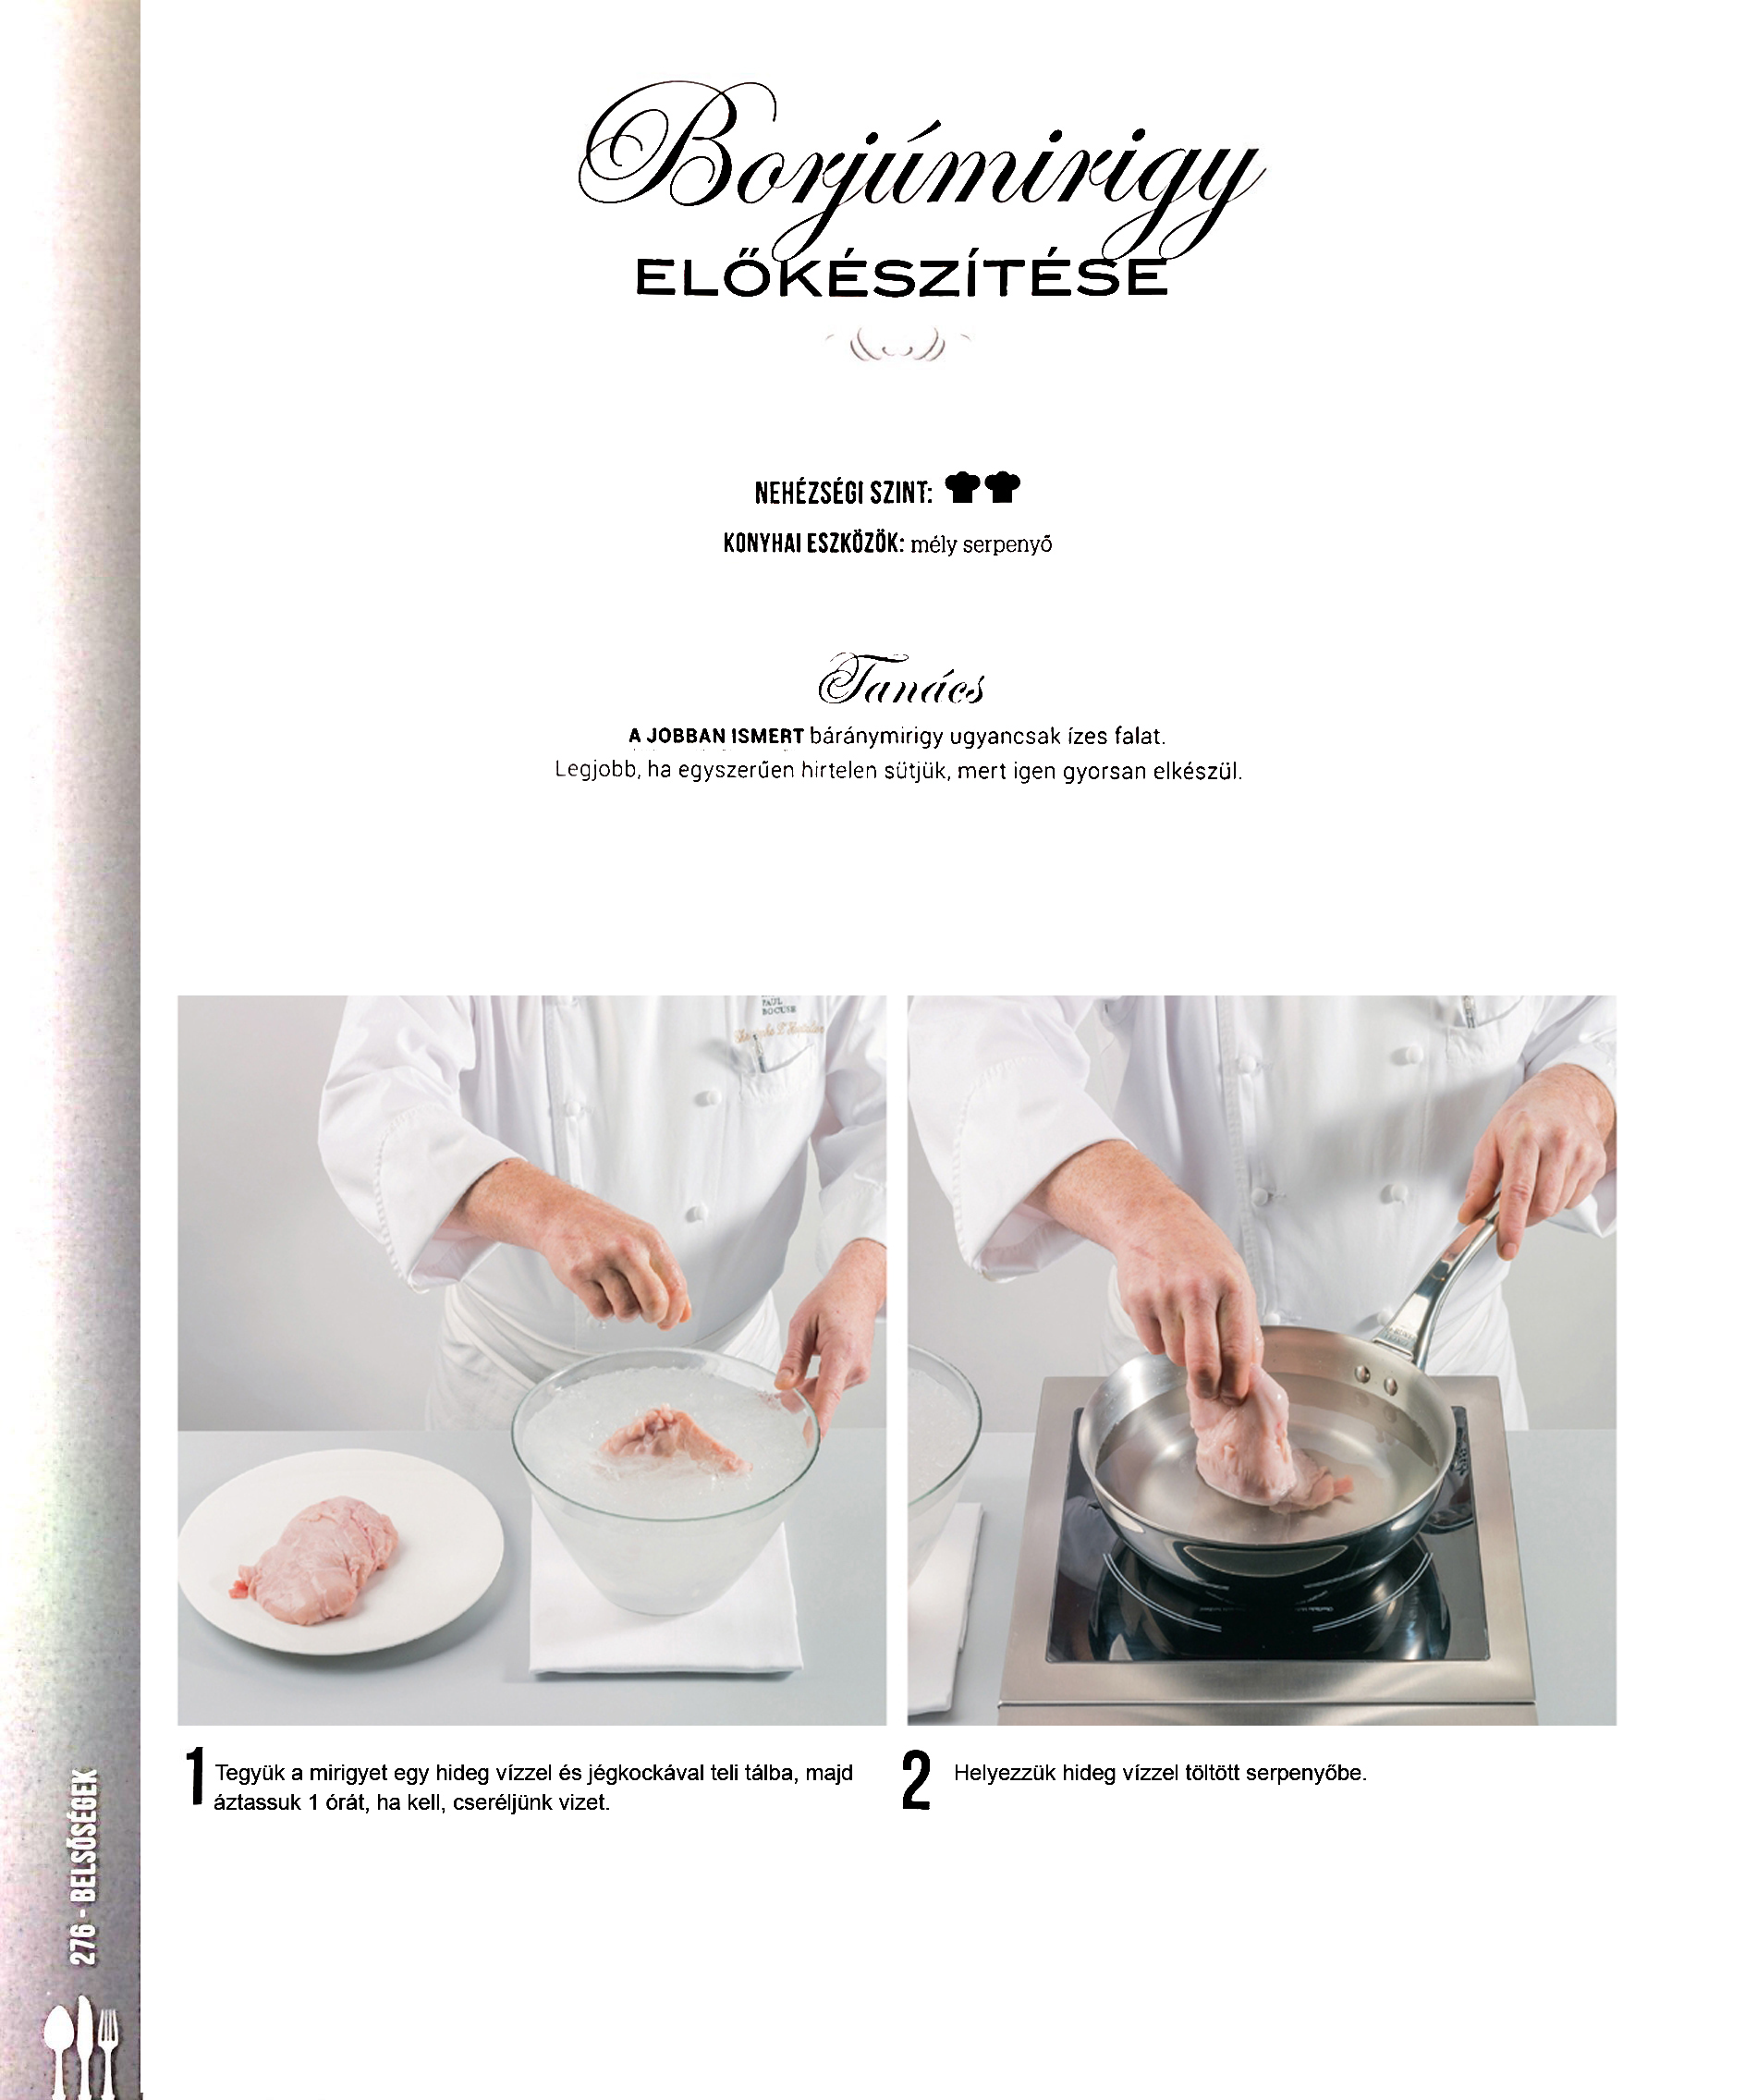 Borjúmirigy
ELŐKÉSZÍTÉSE
NEHÉZSÉGI SZINT:
KONYHAI ESZKÖZÖK: mély serpenyő
Tanács
A JOBBAN ISMERT báránymirigy ugyancsak ízes falat.
Legjobb, ha egyszerűen hirtelen sütjük, mert igen gyorsan elkészül.
PAUL
BOCUSE
1 Tegyük a mirigyet egy hideg vízzel és jégkockával teli tálba, majd
áztassuk 1 órát, ha kell, cseréljünk vizet.
2 Helyezzük hideg vízzel töltött serpenyőbe.
276 - BELSŐSÉGEK